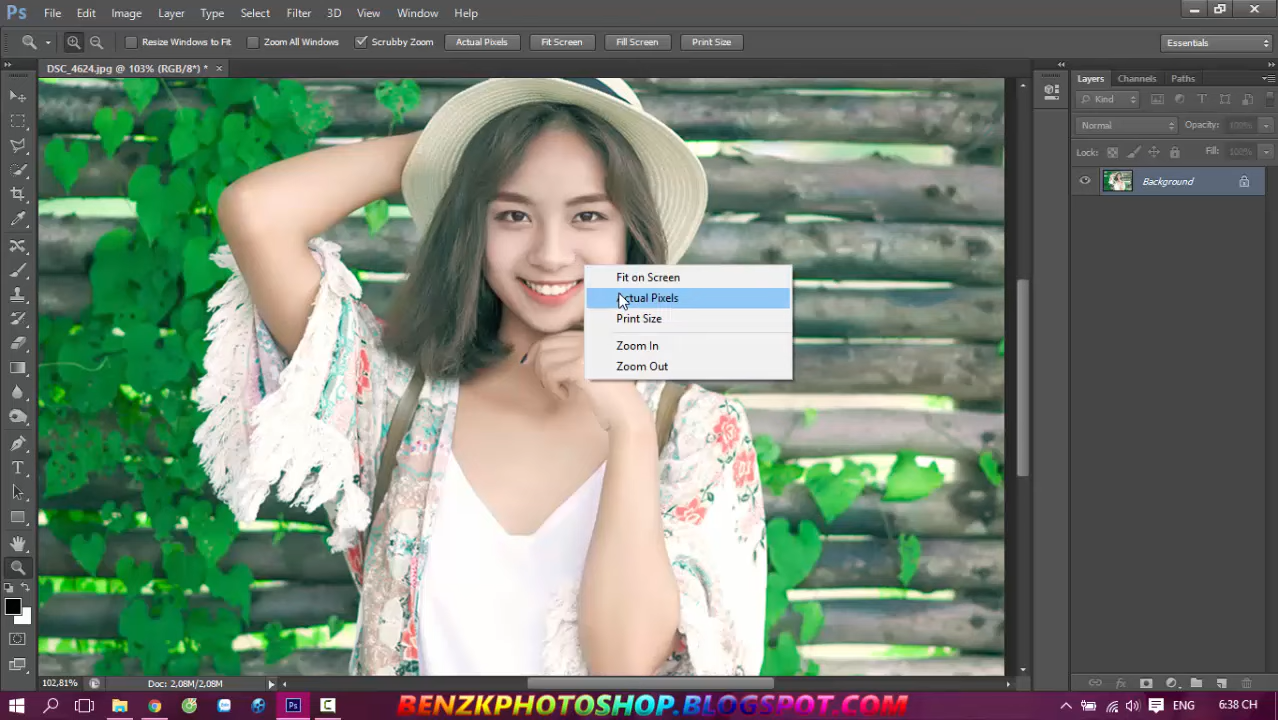 Ps File Edit Image Layer Type Select Filter 3D View Window Help
Resize Windows to Fit Zoom All Windows Scrubby Zoom Actual Pixels Fit Screen Fill Screen Print Size Essentials
DSC_4624.jpg @ 103% (RGB/8*) * ×
Layers Channels Paths
Kind
Normal Opacity: 100%
Lock: Fill: 100%
Background
Fit on Screen
Actual Pixels
Print Size
Zoom In
Zoom Out
102,81% Doc: 2,08M/2,08M
BENZKPHOTOSHOP.BLOGSPOT.COM
ENG 6:38 CH